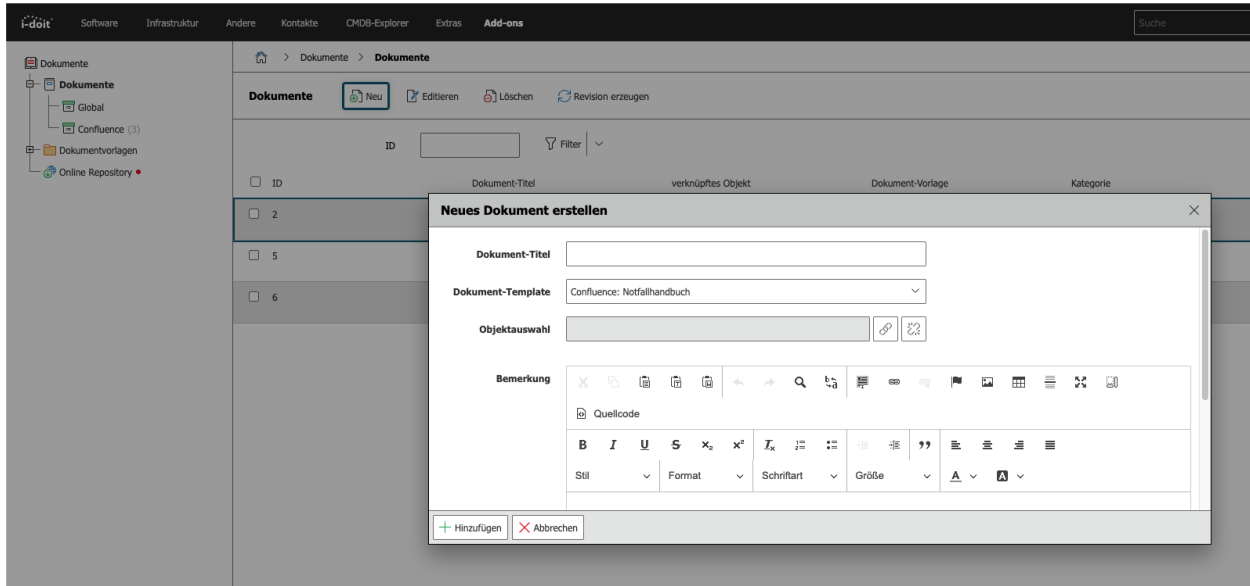 i-doit Software Infrastruktur Andere Kontakte CMDB-Explorer Extras Add-ons Suche
Dokumente
Dokumente
Global
Confluence (3)
Dokumentvorlagen
Online Repository
> Dokumente > Dokumente
Dokumente Neu Editieren Löschen Revision erzeugen
ID Filter
ID Dokument-Titel verknüpftes Objekt Dokument-Vorlage Kategorie
2
5
6
Neues Dokument erstellen
Dokument-Titel
Dokument-Template Confluence: Notfallhandbuch
Objektauswahl
Bemerkung
Quellcode
B I U S x₂ x² Tx
Stil Format Schriftart Größe A A
Hinzufügen Abbrechen